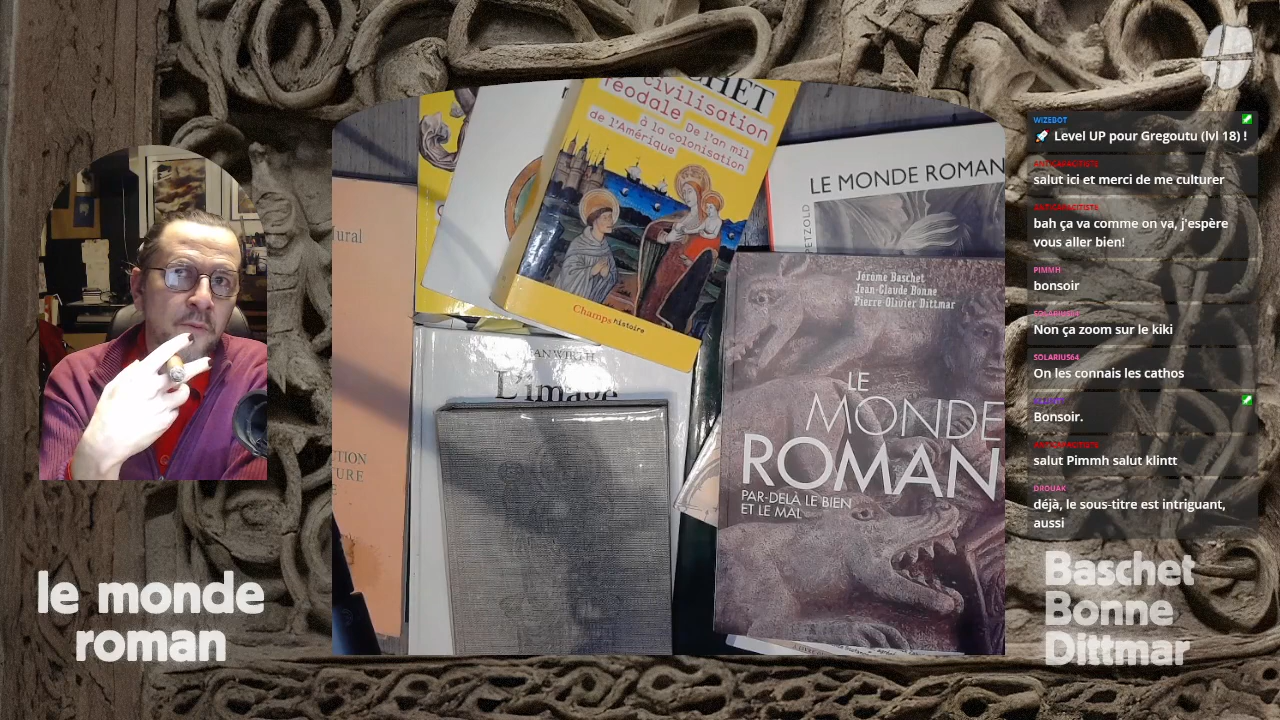 le monde
roman
CHET
civilisation
féodale De l'an mil
à la colonisation
de l'Amérique
Champs histoire
LE MONDE ROMAN
PETZOLD
Jérôme Baschet
Jean-Claude Bonne
Pierre Olivier Dittmar
LE
MONDE
ROMAN
PAR-DELÀ LE BIEN
ET LE MAL
L'image
WIZEBOT
🚀 Level UP pour Gregoutu (lvl 18) !
salut ici et merci de me culturer
bah ça va comme on va, j'espère
vous aller bien!
PIMMH
bonsoir
SOLARIUS64
Non ça zoom sur le kiki
SOLARIUS64
On les connais les cathos
Bonsoir.
salut Pimmh salut klintt
DROUAK
déjà, le sous-titre est intriguant,
aussi
Baschet
Bonne
Dittmar